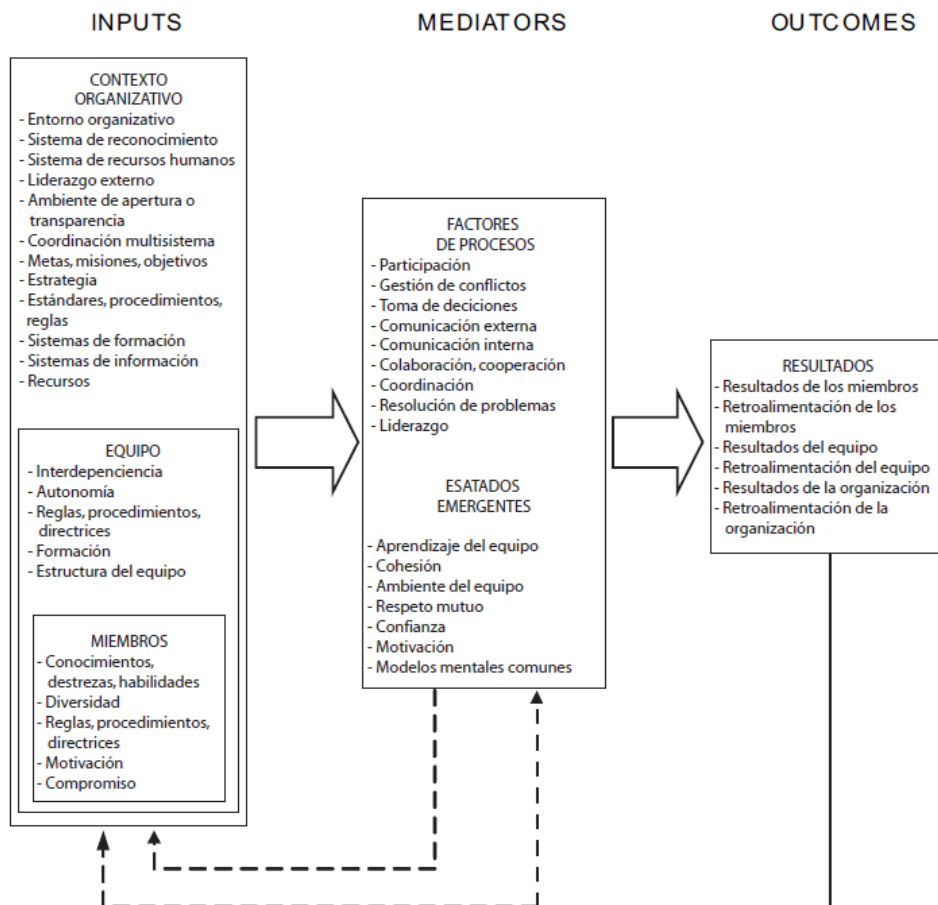 INPUTS
MEDIATORS
OUTCOMES
CONTEXTO
ORGANIZATIVO
- Entorno organizativo
- Sistema de reconocimiento
- Sistema de recursos humanos
- Liderazgo externo
- Ambiente de apertura o
transparencia
- Coordinación multisistema
- Metas, misiones, objetivos
- Estrategia
- Estándares, procedimientos,
reglas
- Sistemas de formación
- Sistemas de información
- Recursos
EQUIPO
- Interdepenciencia
- Autonomía
- Reglas, procedimientos,
directrices
- Formación
- Estructura del equipo
MIEMBROS
- Conocimientos,
destrezas, habilidades
- Diversidad
- Reglas, procedimientos,
directrices
- Motivación
- Compromiso
FACTORES
DE PROCESOS
- Participación
- Gestión de conflictos
- Toma de deciciones
- Comunicación externa
- Comunicación interna
- Colaboración, cooperación
- Coordinación
- Resolución de problemas
- Liderazgo
ESATADOS
EMERGENTES
- Aprendizaje del equipo
- Cohesión
- Ambiente del equipo
- Respeto mutuo
- Confianza
- Motivación
- Modelos mentales comunes
RESULTADOS
- Resultados de los miembros
- Retroalimentación de los
miembros
- Resultados del equipo
- Retroalimentación del equipo
- Resultados de la organización
- Retroalimentación de la
organización